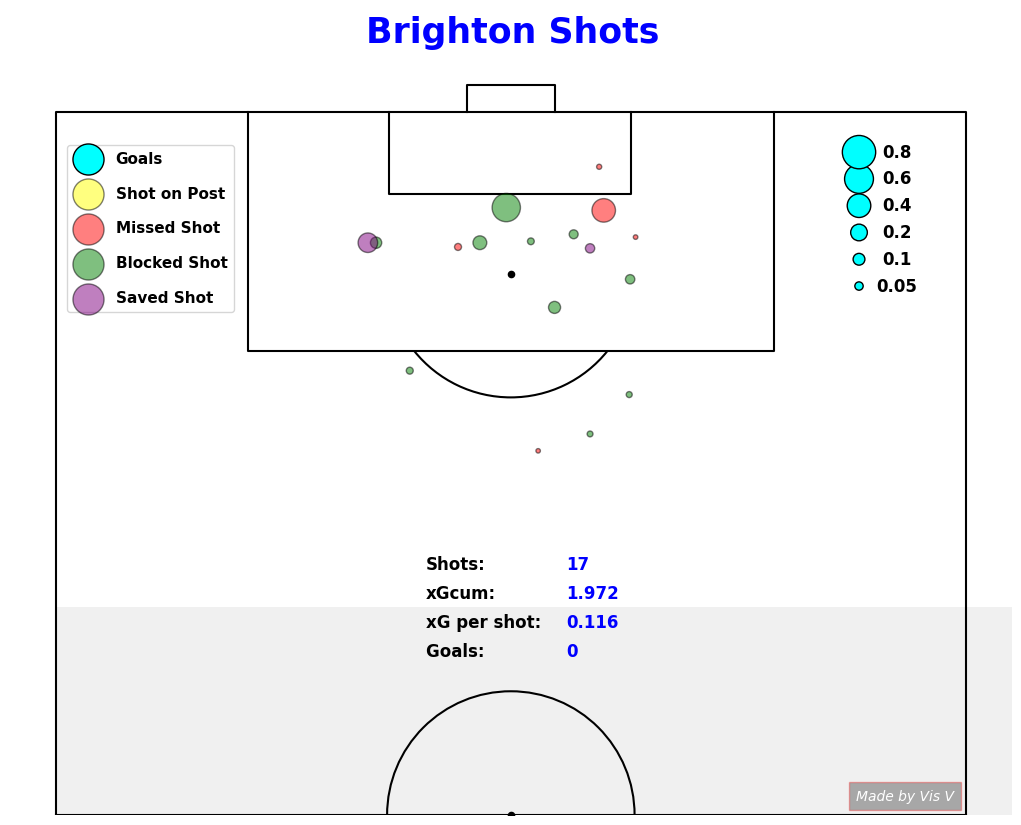 Brighton Shots
Goals
Shot on Post
Missed Shot
Blocked Shot
Saved Shot
0.8
0.6
0.4
0.2
0.1
0.05
Shots: 17
xGcum: 1.972
xG per shot: 0.116
Goals: 0
Made by Vis V